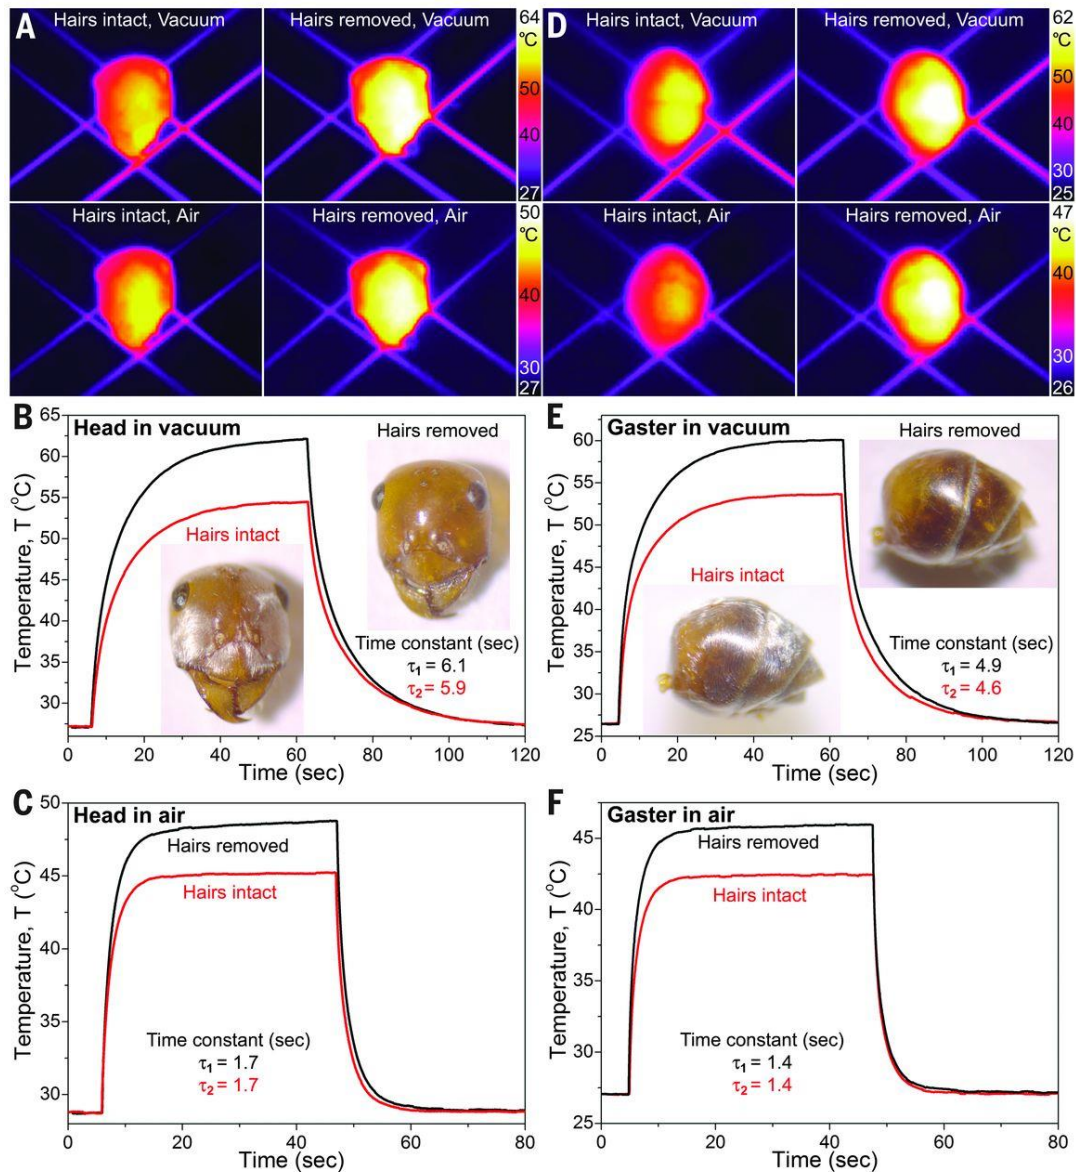 A
Hairs intact, Vacuum
Hairs removed, Vacuum
64
°C
50
40
27
Hairs intact, Air
Hairs removed, Air
50
°C
40
30
27
D
Hairs intact, Vacuum
Hairs removed, Vacuum
62
°C
50
40
30
25
Hairs intact, Air
Hairs removed, Air
47
°C
40
30
26
B
Head in vacuum
Hairs removed
Hairs intact
Time constant (sec)
τ1 = 6.1
τ2 = 5.9
Temperature, T (°C)
65
60
55
50
45
40
35
30
0 20 40 60 80 100 120
Time (sec)
E
Gaster in vacuum
Hairs removed
Hairs intact
Time constant (sec)
τ1 = 4.9
τ2 = 4.6
Temperature, T (°C)
60
55
50
45
40
35
30
25
0 20 40 60 80 100 120
Time (sec)
C
Head in air
Hairs removed
Hairs intact
Time constant (sec)
τ1 = 1.7
τ2 = 1.7
Temperature, T (°C)
50
45
40
35
30
0 20 40 60 80
Time (sec)
F
Gaster in air
Hairs removed
Hairs intact
Time constant (sec)
τ1 = 1.4
τ2 = 1.4
Temperature, T (°C)
45
40
35
30
25
0 20 40 60 80
Time (sec)